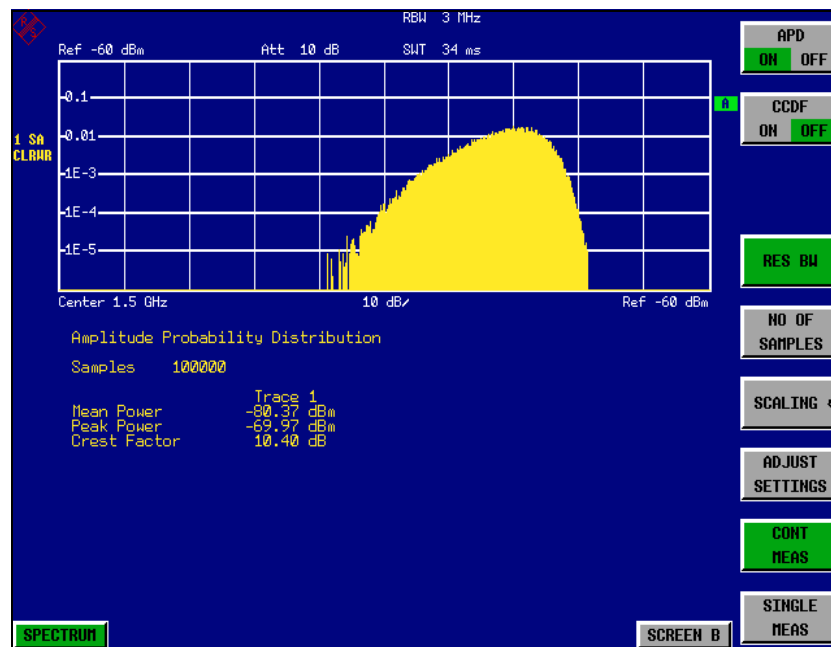 RBW 3 MHz
Ref -60 dBm Att 10 dB SWT 34 ms
0.1
A
1 SA
CLRWR
0.01
1E-3
1E-4
1E-5
Center 1.5 GHz 10 dB/ Ref -60 dBm
Amplitude Probability Distribution
Samples 100000
Trace 1
Mean Power -80.37 dBm
Peak Power -69.97 dBm
Crest Factor 10.40 dB
SPECTRUM
SCREEN B
APD
ON OFF
CCDF
ON OFF
RES BW
NO OF
SAMPLES
SCALING
ADJUST
SETTINGS
CONT
MEAS
SINGLE
MEAS